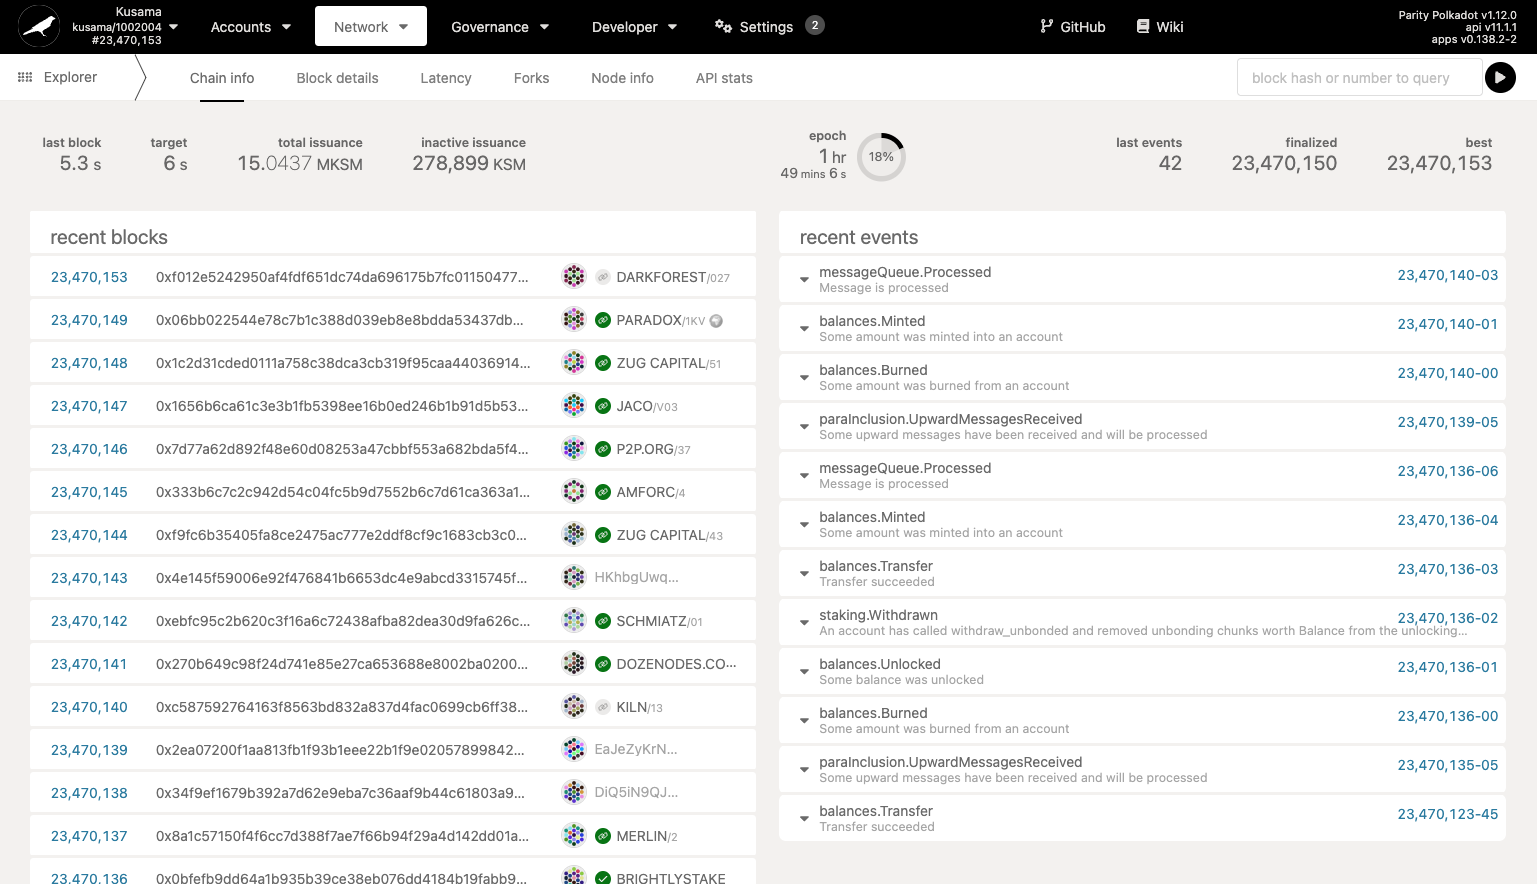 Kusama
kusama/1002004
#23,470,153
Accounts
Network
Governance
Developer
Settings 2
GitHub
Wiki
Parity Polkadot v1.12.0
api v11.1.1
apps v0.138.2-2
Explorer
Chain info
Block details
Latency
Forks
Node info
API stats
block hash or number to query
last block
5.3 s
target
6 s
total issuance
15.0437 MKSM
inactive issuance
278,899 KSM
epoch
1 hr
49 mins 6 s
18%
last events
42
finalized
23,470,150
best
23,470,153
recent blocks
23,470,153 0xf012e5242950af4fdf651dc74da696175b7fc01150477... DARKFOREST/027
23,470,149 0x06bb022544e78c7b1c388d039eb8e8bdda53437db... PARADOX/1KV
23,470,148 0x1c2d31cded0111a758c38dca3cb319f95caa44036914... ZUG CAPITAL/51
23,470,147 0x1656b6ca61c3e3b1fb5398ee16b0ed246b1b91d5b53... JACO/V03
23,470,146 0x7d77a62d892f48e60d08253a47cbbf553a682bda5f4... P2P.ORG/37
23,470,145 0x333b6c7c2c942d54c04fc5b9d7552b6c7d61ca363a1... AMFORC/4
23,470,144 0xf9fc6b35405fa8ce2475ac777e2ddf8cf9c1683cb3c0... ZUG CAPITAL/43
23,470,143 0x4e145f59006e92f476841b6653dc4e9abcd3315745f... HKhbgUwq...
23,470,142 0xebfc95c2b620c3f16a6c72438afba82dea30d9fa626c... SCHMIATZ/01
23,470,141 0x270b649c98f24d741e85e27ca653688e8002ba0200... DOZENODES.CO...
23,470,140 0xc587592764163f8563bd832a837d4fac0699cb6ff38... KILN/13
23,470,139 0x2ea07200f1aa813fb1f93b1eee22b1f9e02057899842... EaJeZyKrN...
23,470,138 0x34f9ef1679b392a7d62e9eba7c36aaf9b44c61803a9... DiQ5iN9QJ...
23,470,137 0x8a1c57150f4f6cc7d388f7ae7f66b94f29a4d142dd01a... MERLIN/2
23,470,136 0x0bfefb9dd64a1b935b39ce38eb076dd4184b19fabb9... BRIGHTLYSTAKE
recent events
messageQueue.Processed 23,470,140-03
Message is processed
balances.Minted 23,470,140-01
Some amount was minted into an account
balances.Burned 23,470,140-00
Some amount was burned from an account
paraInclusion.UpwardMessagesReceived 23,470,139-05
Some upward messages have been received and will be processed
messageQueue.Processed 23,470,136-06
Message is processed
balances.Minted 23,470,136-04
Some amount was minted into an account
balances.Transfer 23,470,136-03
Transfer succeeded
staking.Withdrawn 23,470,136-02
An account has called withdraw_unbonded and removed unbonding chunks worth Balance from the unlocking...
balances.Unlocked 23,470,136-01
Some balance was unlocked
balances.Burned 23,470,136-00
Some amount was burned from an account
paraInclusion.UpwardMessagesReceived 23,470,135-05
Some upward messages have been received and will be processed
balances.Transfer 23,470,123-45
Transfer succeeded